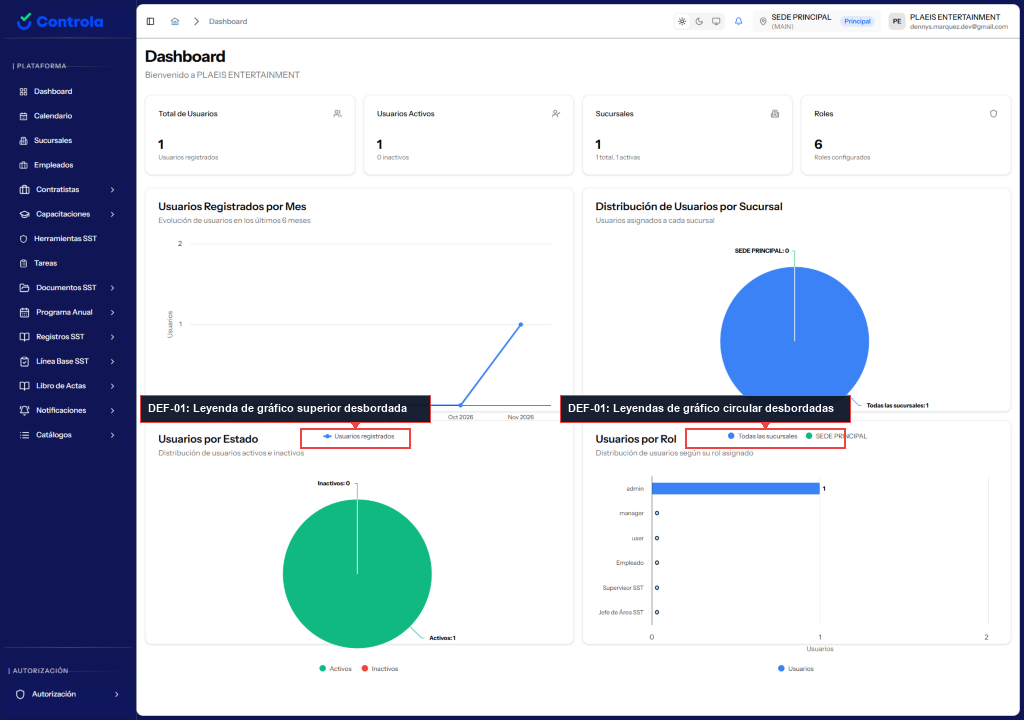 Controla
Dashboard
SEDE PRINCIPAL
(MAIN)
Principal
PE
PLAEIS ENTERTAINMENT
dennys.marquez.dev@gmail.com
| PLATAFORMA
Dashboard
Calendario
Sucursales
Empleados
Contratistas
Capacitaciones
Herramientas SST
Tareas
Documentos SST
Programa Anual
Registros SST
Línea Base SST
Libro de Actas
Notificaciones
Catálogos
| AUTORIZACIÓN
Autorización
Dashboard
Bienvenido a PLAEIS ENTERTAINMENT
Total de Usuarios
1
Usuarios registrados
Usuarios Activos
1
0 inactivos
Sucursales
1
1 total, 1 activas
Roles
6
Roles configurados
Usuarios Registrados por Mes
Evolución de usuarios en los últimos 6 meses
2
1
Usuarios
Oct 2026
Nov 2026
DEF-01: Leyenda de gráfico superior desbordada
Usuarios registrados
Distribución de Usuarios por Sucursal
Usuarios asignados a cada sucursal
SEDE PRINCIPAL: 0
Todas las sucursales: 1
DEF-01: Leyendas de gráfico circular desbordadas
Todas las sucursales
SEDE PRINCIPAL
Usuarios por Estado
Distribución de usuarios activos e inactivos
Inactivos: 0
Activos: 1
Activos
Inactivos
Usuarios por Rol
Distribución de usuarios según su rol asignado
admin
1
manager
0
user
0
Empleado
0
Supervisor SST
0
Jefe de Área SST
0
0
1
2
Usuarios
Usuarios